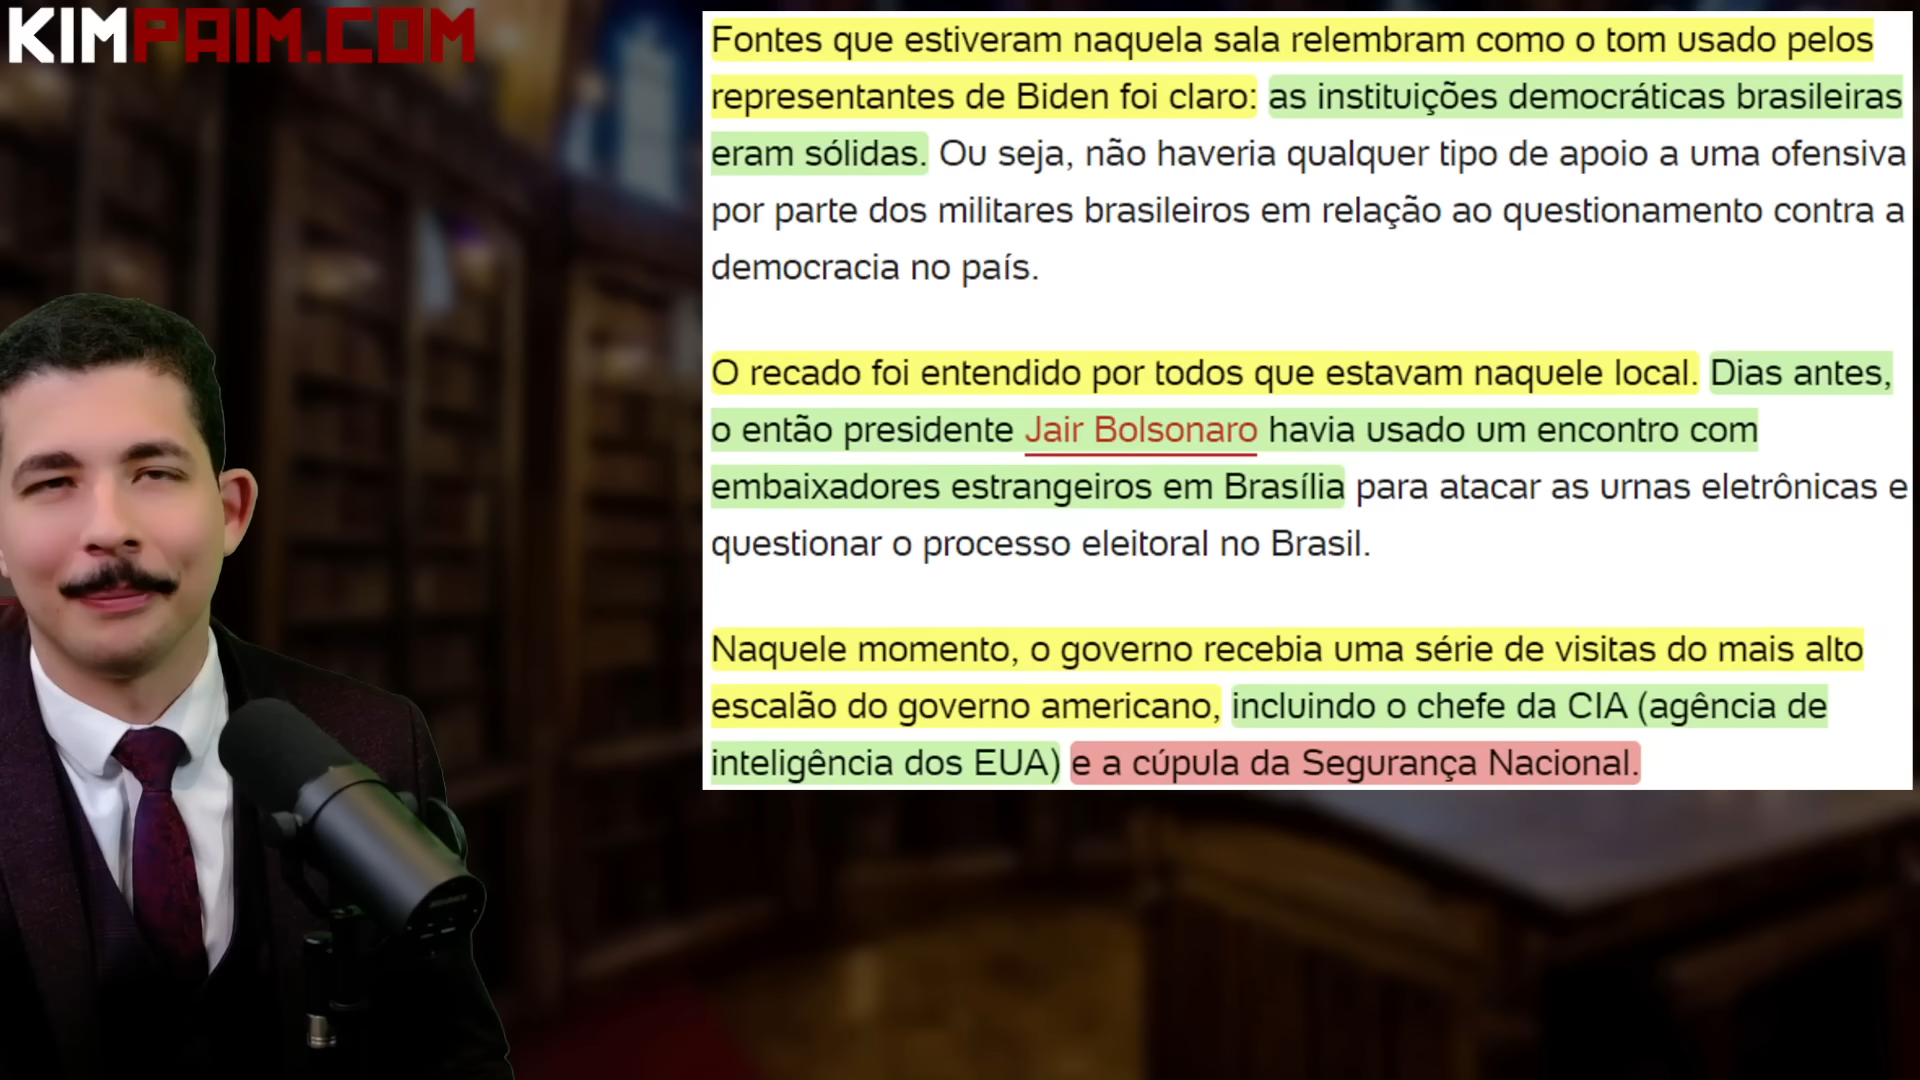 KIMPAIM.COM
Fontes que estiveram naquela sala relembram como o tom usado pelos
representantes de Biden foi claro: as instituições democráticas brasileiras
eram sólidas. Ou seja, não haveria qualquer tipo de apoio a uma ofensiva
por parte dos militares brasileiros em relação ao questionamento contra a
democracia no país.
O recado foi entendido por todos que estavam naquele local. Dias antes,
o então presidente Jair Bolsonaro havia usado um encontro com
embaixadores estrangeiros em Brasília para atacar as urnas eletrônicas e
questionar o processo eleitoral no Brasil.
Naquele momento, o governo recebia uma série de visitas do mais alto
escalão do governo americano, incluindo o chefe da CIA (agência de
inteligência dos EUA) e a cúpula da Segurança Nacional.